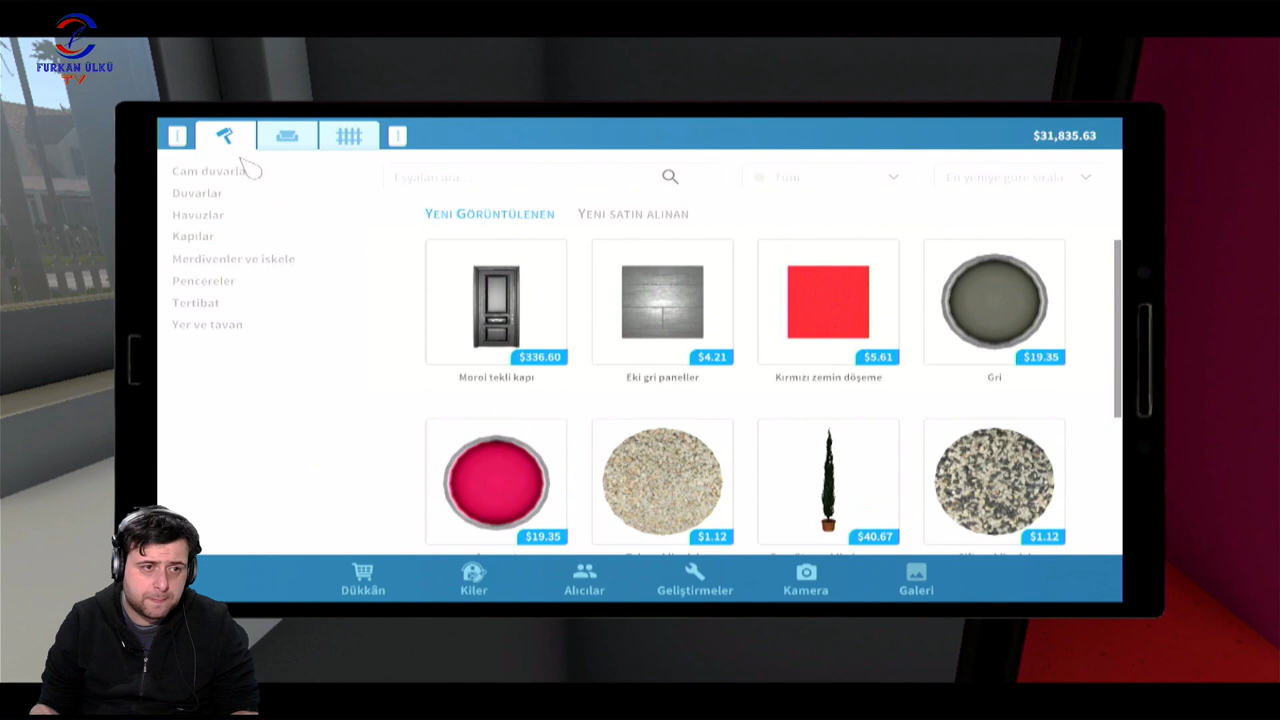 FURKAN ÜLKÜ
TV
$31,835.63
Cam duvarla
Duvarlar
Havuzlar
Kapılar
Merdivenler ve iskele
Pencereler
Tertibat
Yer ve tavan
Eşyaları ara...
Tüm
En yeniye göre sırala
YENİ GÖRÜNTÜLENEN
YENİ SATIN ALINAN
$336.60
$4.21
$5.61
$19.35
Moroi tekli kapı
Eki gri paneller
Kırmızı zemin döşeme
Gri
$19.35
$1.12
$40.67
$1.12
Dükkân
Kiler
Alıcılar
Geliştirmeler
Kamera
Galeri